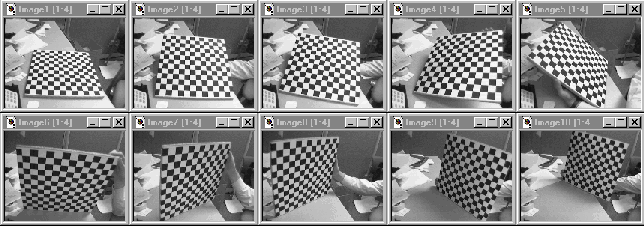 Image1 [1:4]
Image2 [1:4]
Image3 [1:4]
Image4 [1:4]
Image5 [1:4]
Image6 [1:4
Image7 [1:4]
Image8 [1:4]
Image9 [1:4]
Image10 [1:4]